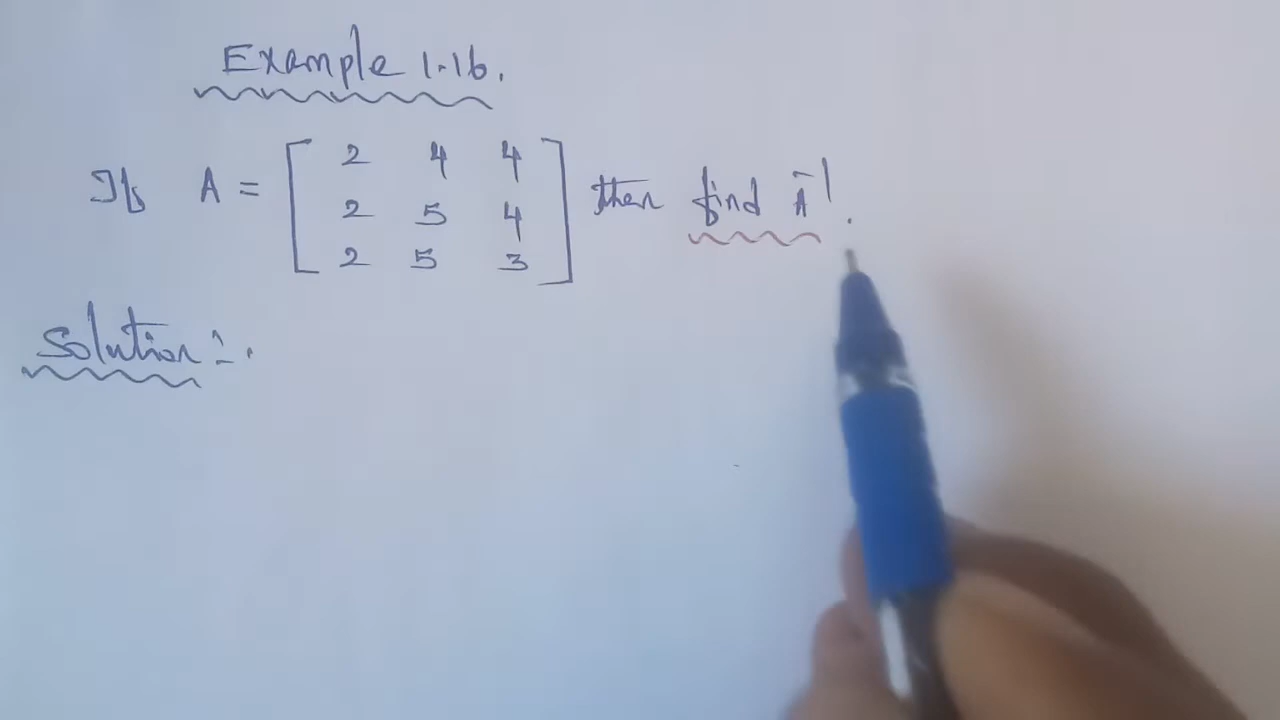 Example 1.16.
If A = [ 2 4 4
2 5 4
2 5 3 ] then find A⁻¹.
Solution:-